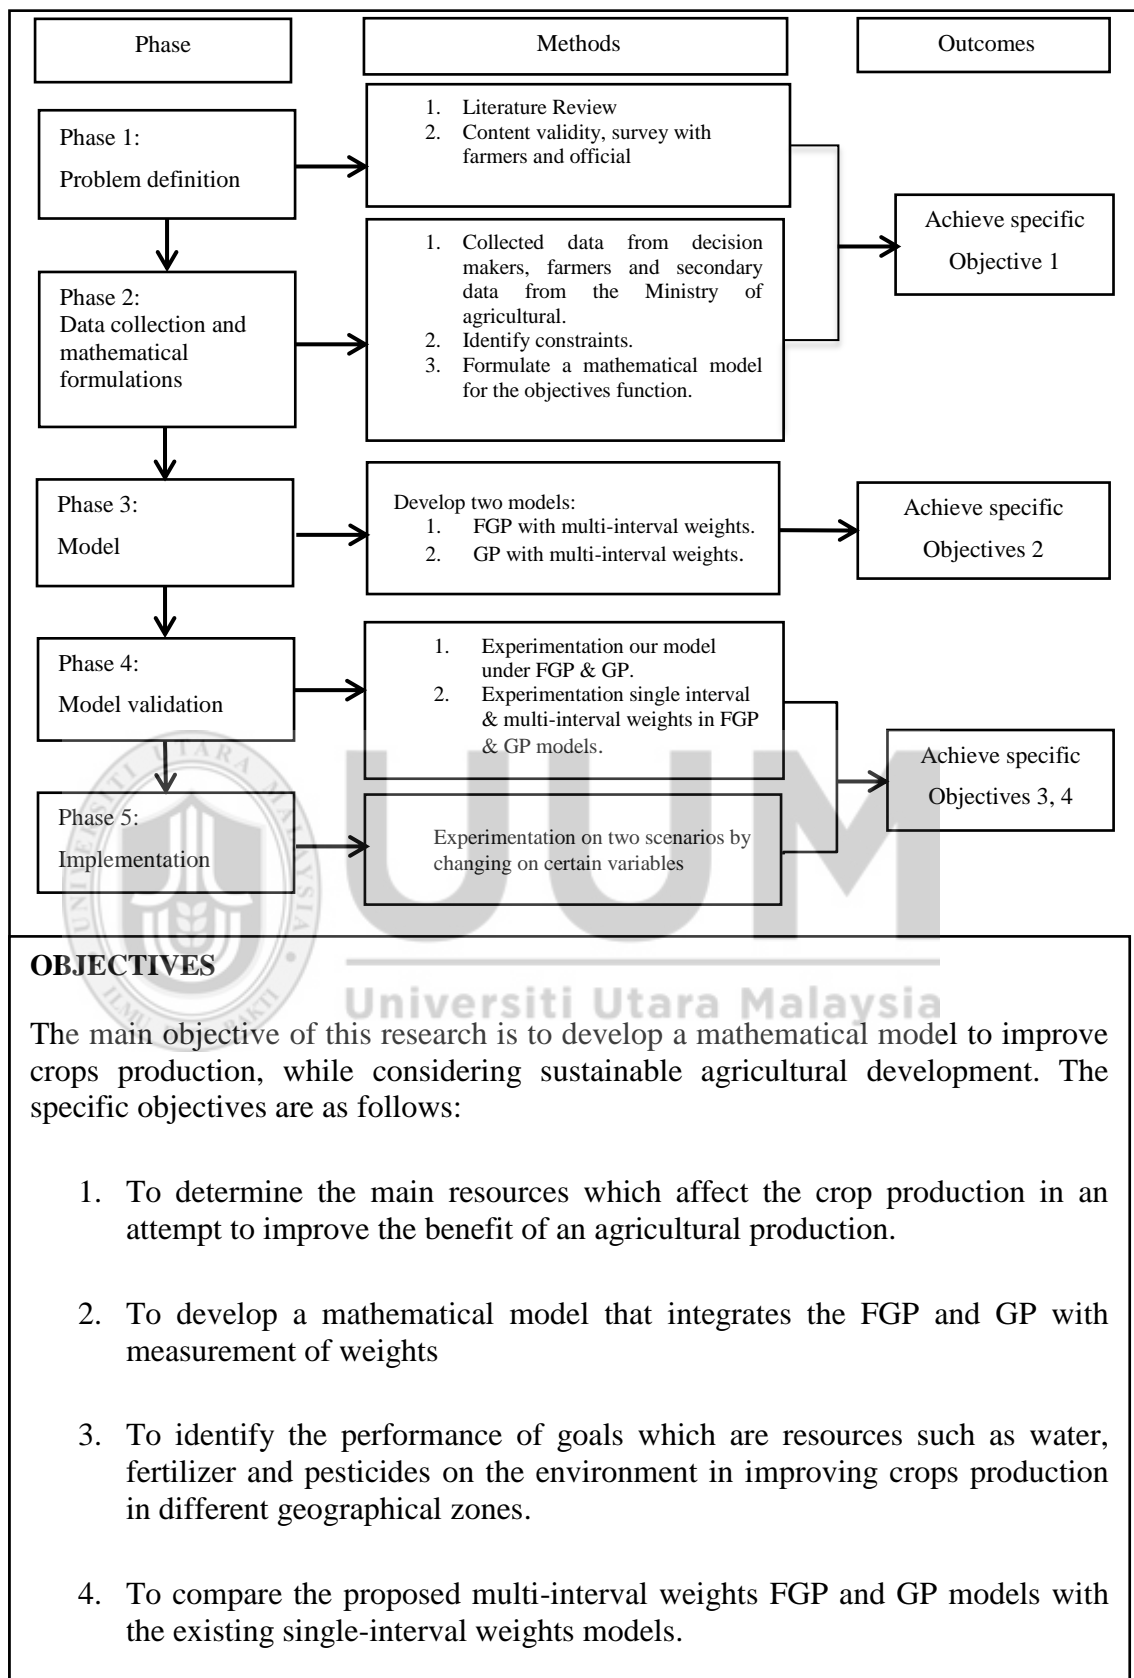 Phase
Methods
Outcomes
Phase 1:
Problem definition
1. Literature Review
2. Content validity, survey with
farmers and official
Achieve specific
Objective 1
Phase 2:
Data collection and
mathematical
formulations
1. Collected data from decision
makers, farmers and secondary
data from the Ministry of
agricultural.
2. Identify constraints.
3. Formulate a mathematical model
for the objectives function.
Phase 3:
Model
Develop two models:
1. FGP with multi-interval weights.
2. GP with multi-interval weights.
Achieve specific
Objectives 2
Phase 4:
Model validation
1. Experimentation our model
under FGP & GP.
2. Experimentation single interval
& multi-interval weights in FGP
& GP models.
Achieve specific
Objectives 3, 4
Phase 5:
Implementation
Experimentation on two scenarios by
changing on certain variables
UNIVERSITI UTARA MALAYSIA
UUM
Universiti Utara Malaysia
OBJECTIVES
The main objective of this research is to develop a mathematical model to improve
crops production, while considering sustainable agricultural development. The
specific objectives are as follows:
1. To determine the main resources which affect the crop production in an
attempt to improve the benefit of an agricultural production.
2. To develop a mathematical model that integrates the FGP and GP with
measurement of weights
3. To identify the performance of goals which are resources such as water,
fertilizer and pesticides on the environment in improving crops production
in different geographical zones.
4. To compare the proposed multi-interval weights FGP and GP models with
the existing single-interval weights models.